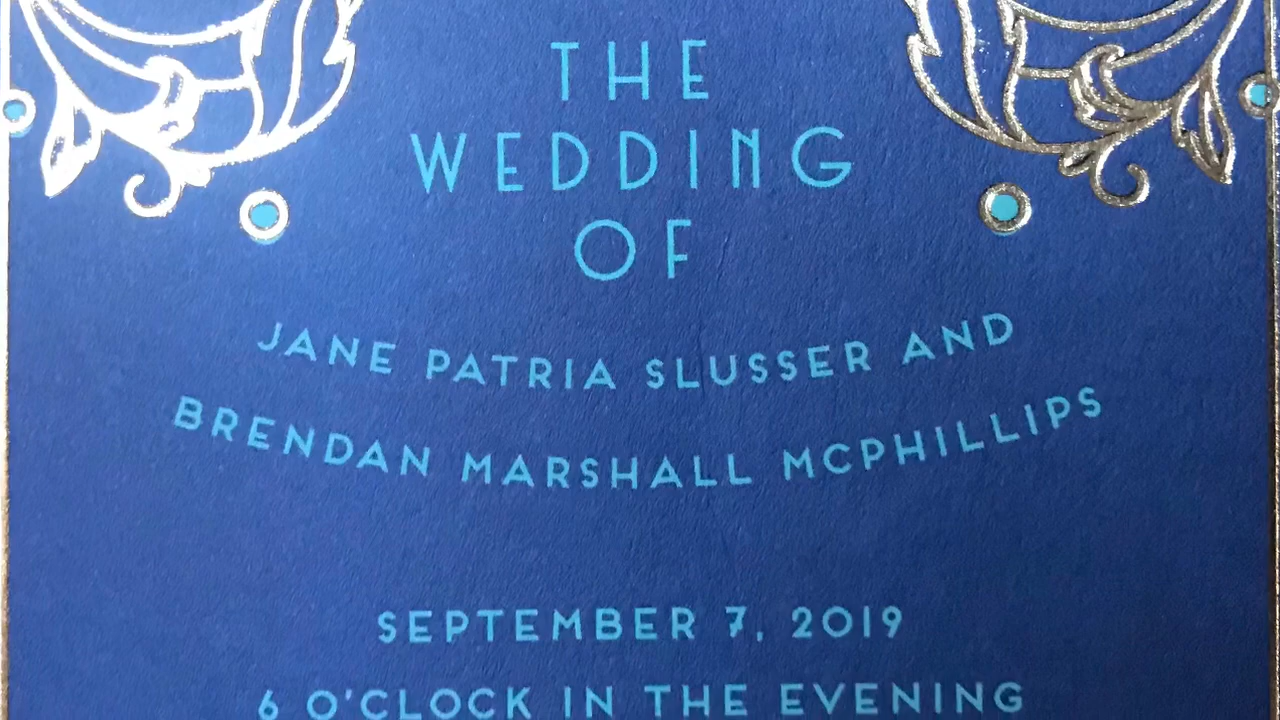 THE
WEDDING
OF
JANE PATRIA SLUSSER AND
BRENDAN MARSHALL MCPHILLIPS
SEPTEMBER 7, 2019
6 O'CLOCK IN THE EVENING